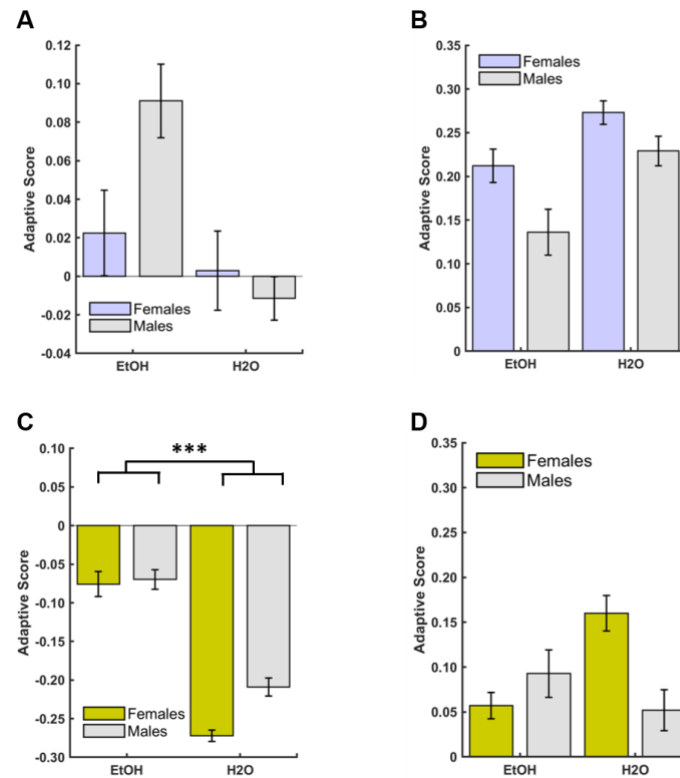 A
0.12
0.10
0.08
0.06
0.04
0.02
0
-0.02
-0.04
Adaptive Score
Females
Males
EtOH H2O
B
0.35
0.30
0.25
0.20
0.15
0.10
0.05
0
Adaptive Score
Females
Males
EtOH H2O
C
0.10
0.05
0
-0.05
-0.10
-0.15
-0.20
-0.25
-0.30
Adaptive Score
***
Females
Males
EtOH H2O
D
0.35
0.30
0.25
0.20
0.15
0.10
0.05
0
Adaptive Score
Females
Males
EtOH H2O